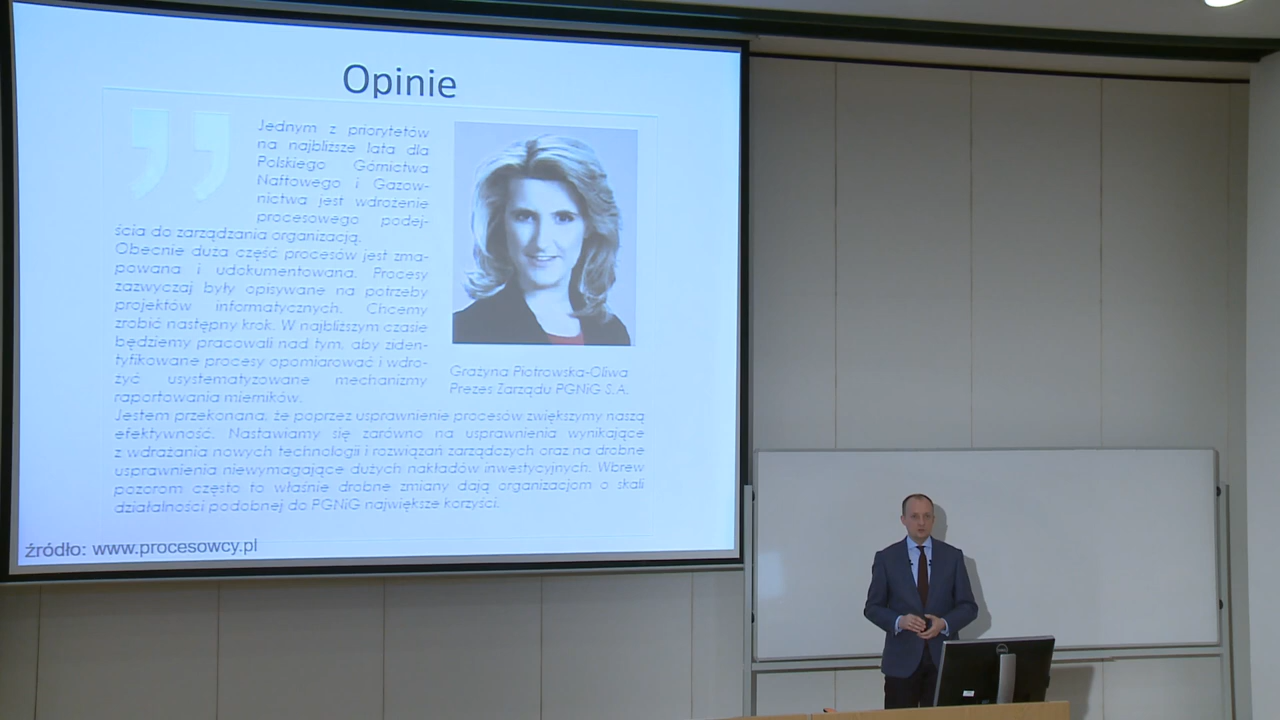 Opinie
Jednym z priorytetów
na najbliższe lata dla
Polskiego Górnictwa
Naftowego i Gazow-
nictwa jest wdrożenie
procesowego podej-
ścia do zarządzania organizacją.
Obecnie duża część procesów jest zma-
powana i udokumentowana. Procesy
zazwyczaj były opisywane na potrzeby
projektów informatycznych. Chcemy
zrobić następny krok. W najbliższym czasie
będziemy pracowali nad tym, aby ziden-
tyfikowane procesy opomiarować i wdro-
żyć usystematyzowane mechanizmy
raportowania mierników.
Jestem przekonana, że poprzez usprawnienie procesów zwiększymy naszą
efektywność. Nastawiamy się zarówno na usprawnienia wynikające
z wdrażania nowych technologii i rozwiązań zarządczych oraz na drobne
usprawnienia niewymagające dużych nakładów inwestycyjnych. Wbrew
pozorom często to właśnie drobne zmiany dają organizacjom o skali
działalności podobnej do PGNiG największe korzyści.
Grażyna Piotrowska-Oliwa
Prezes Zarządu PGNiG S.A.
źródło: www.procesowcy.pl